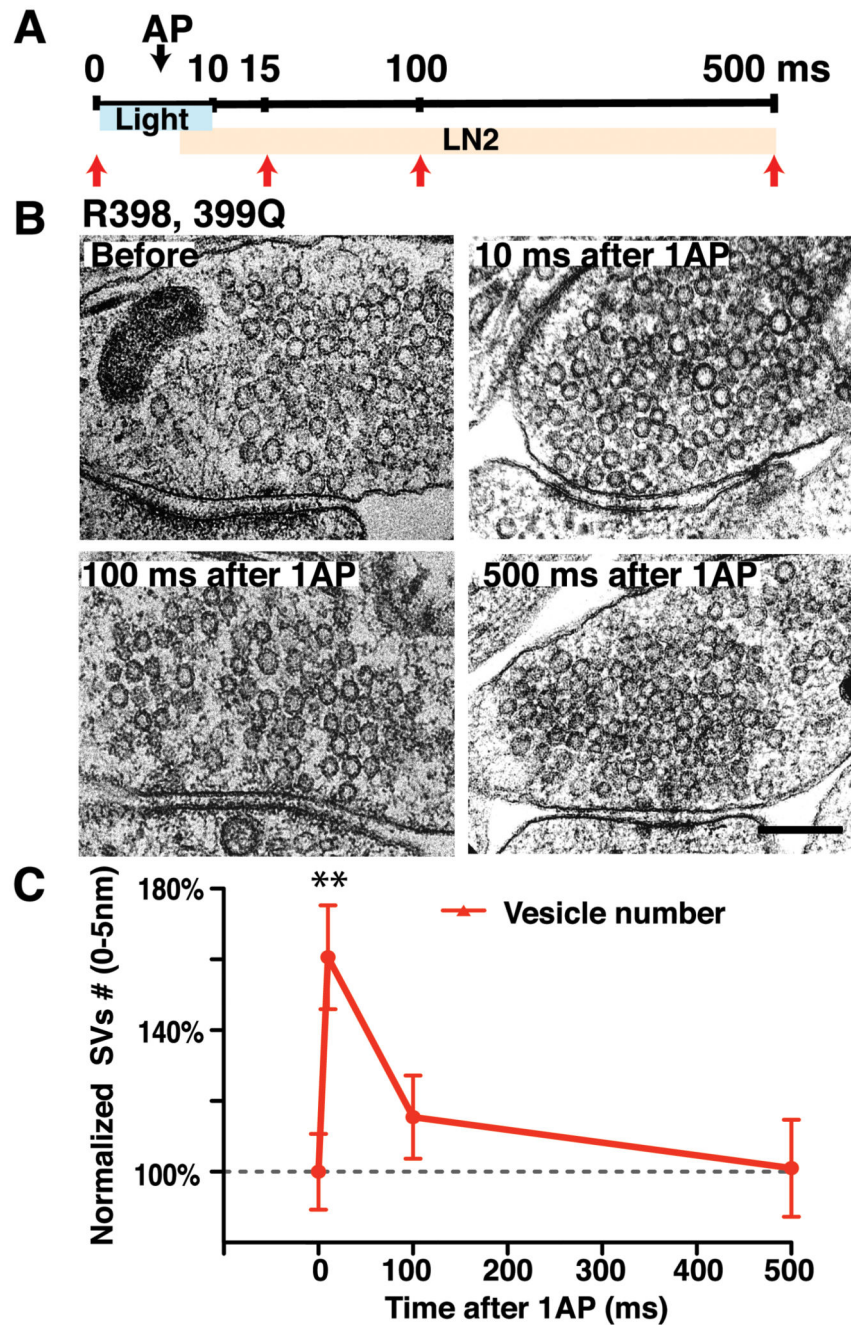 A
AP
0 10 15 100 500 ms
Light
LN2
B R398, 399Q
Before
10 ms after 1AP
100 ms after 1AP
500 ms after 1AP
C
Normalized SVs # (0-5nm)
180%
140%
100%
**
Vesicle number
0 100 200 300 400 500
Time after 1AP (ms)